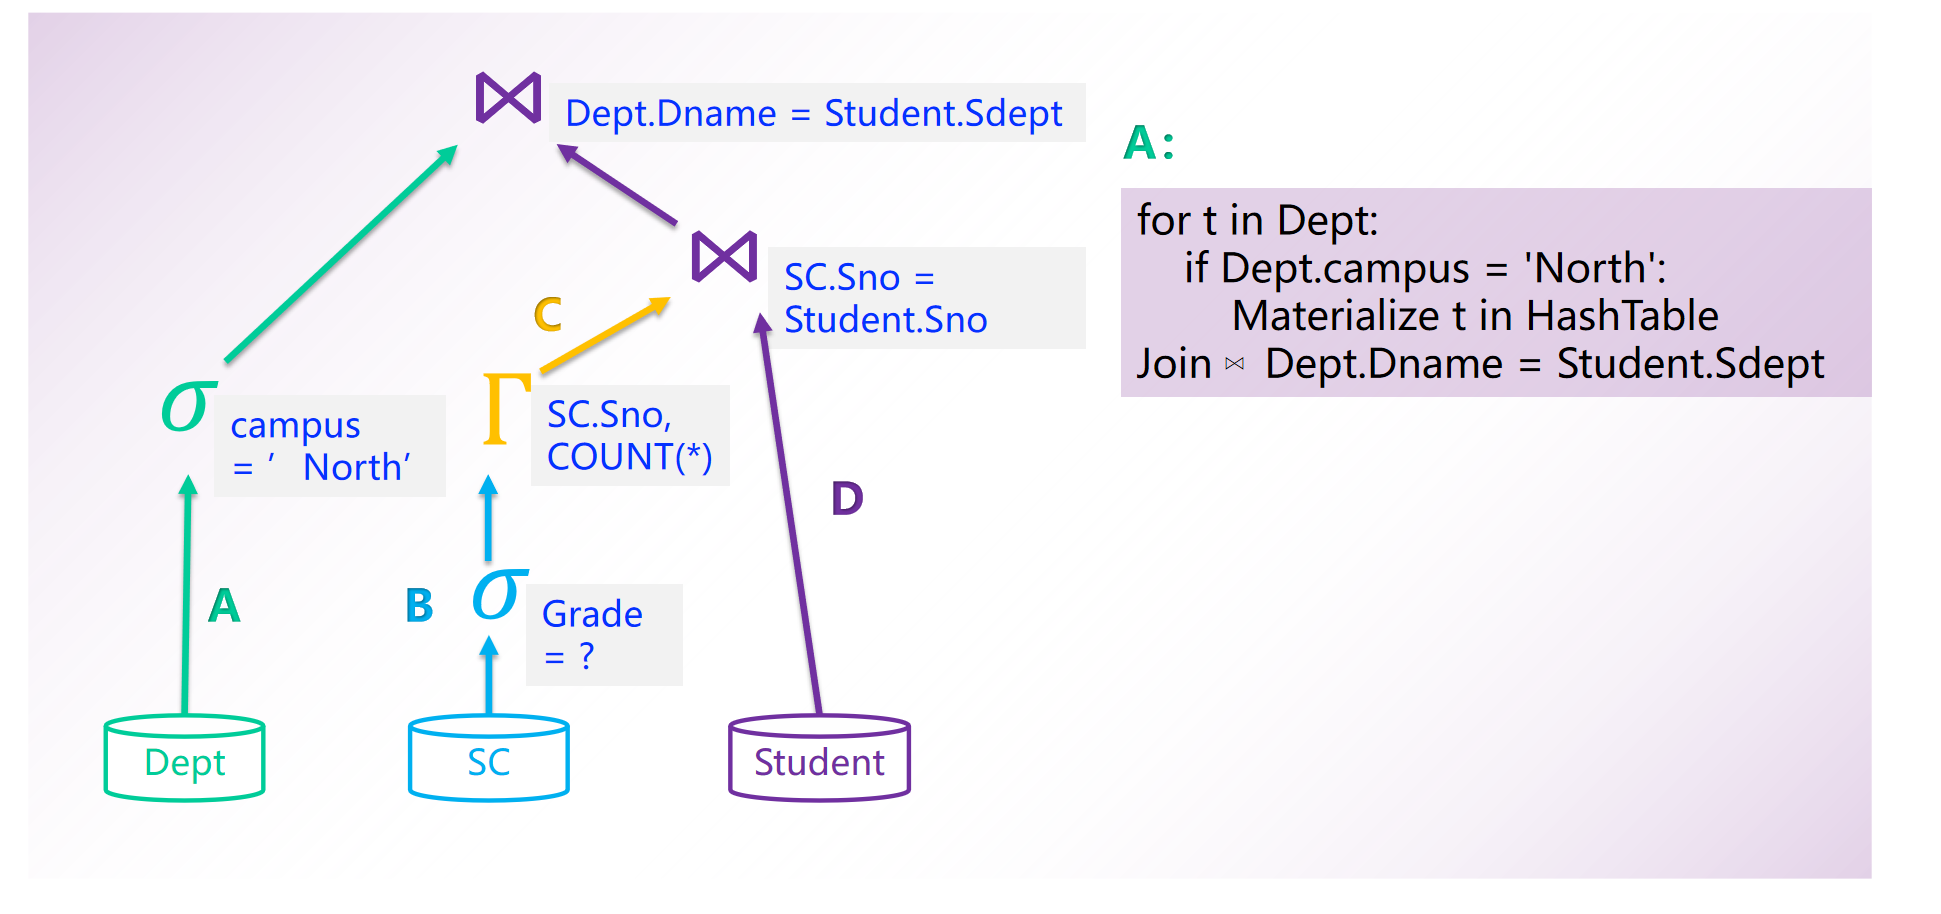 ⋈ Dept.Dname = Student.Sdept
⋈ SC.Sno =
Student.Sno
C
σ campus
= ’ North’
Γ SC.Sno,
COUNT(*)
D
A
B
σ Grade
= ?
Dept
SC
Student
A:
for t in Dept:
if Dept.campus = 'North':
Materialize t in HashTable
Join ⋈ Dept.Dname = Student.Sdept